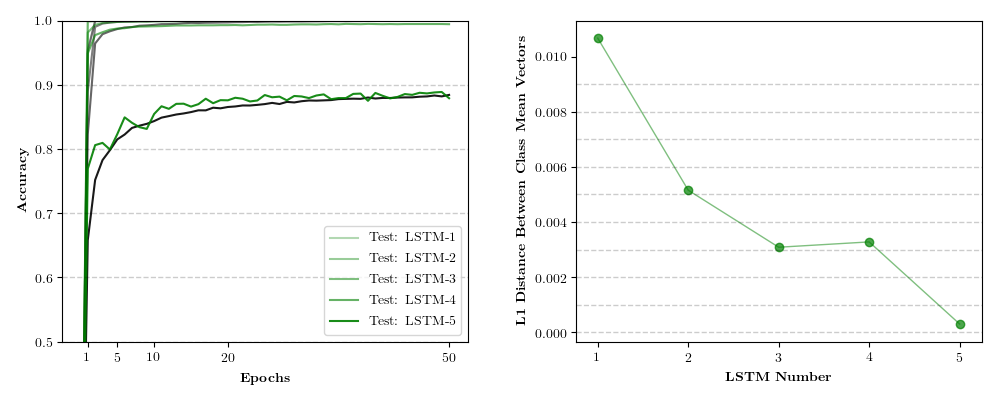 1.0
0.9
0.8
0.7
0.6
0.5
Accuracy
1 5 10 20 50
Epochs
Test: LSTM-1
Test: LSTM-2
Test: LSTM-3
Test: LSTM-4
Test: LSTM-5
L1 Distance Between Class Mean Vectors
0.010
0.008
0.006
0.004
0.002
0.000
1 2 3 4 5
LSTM Number